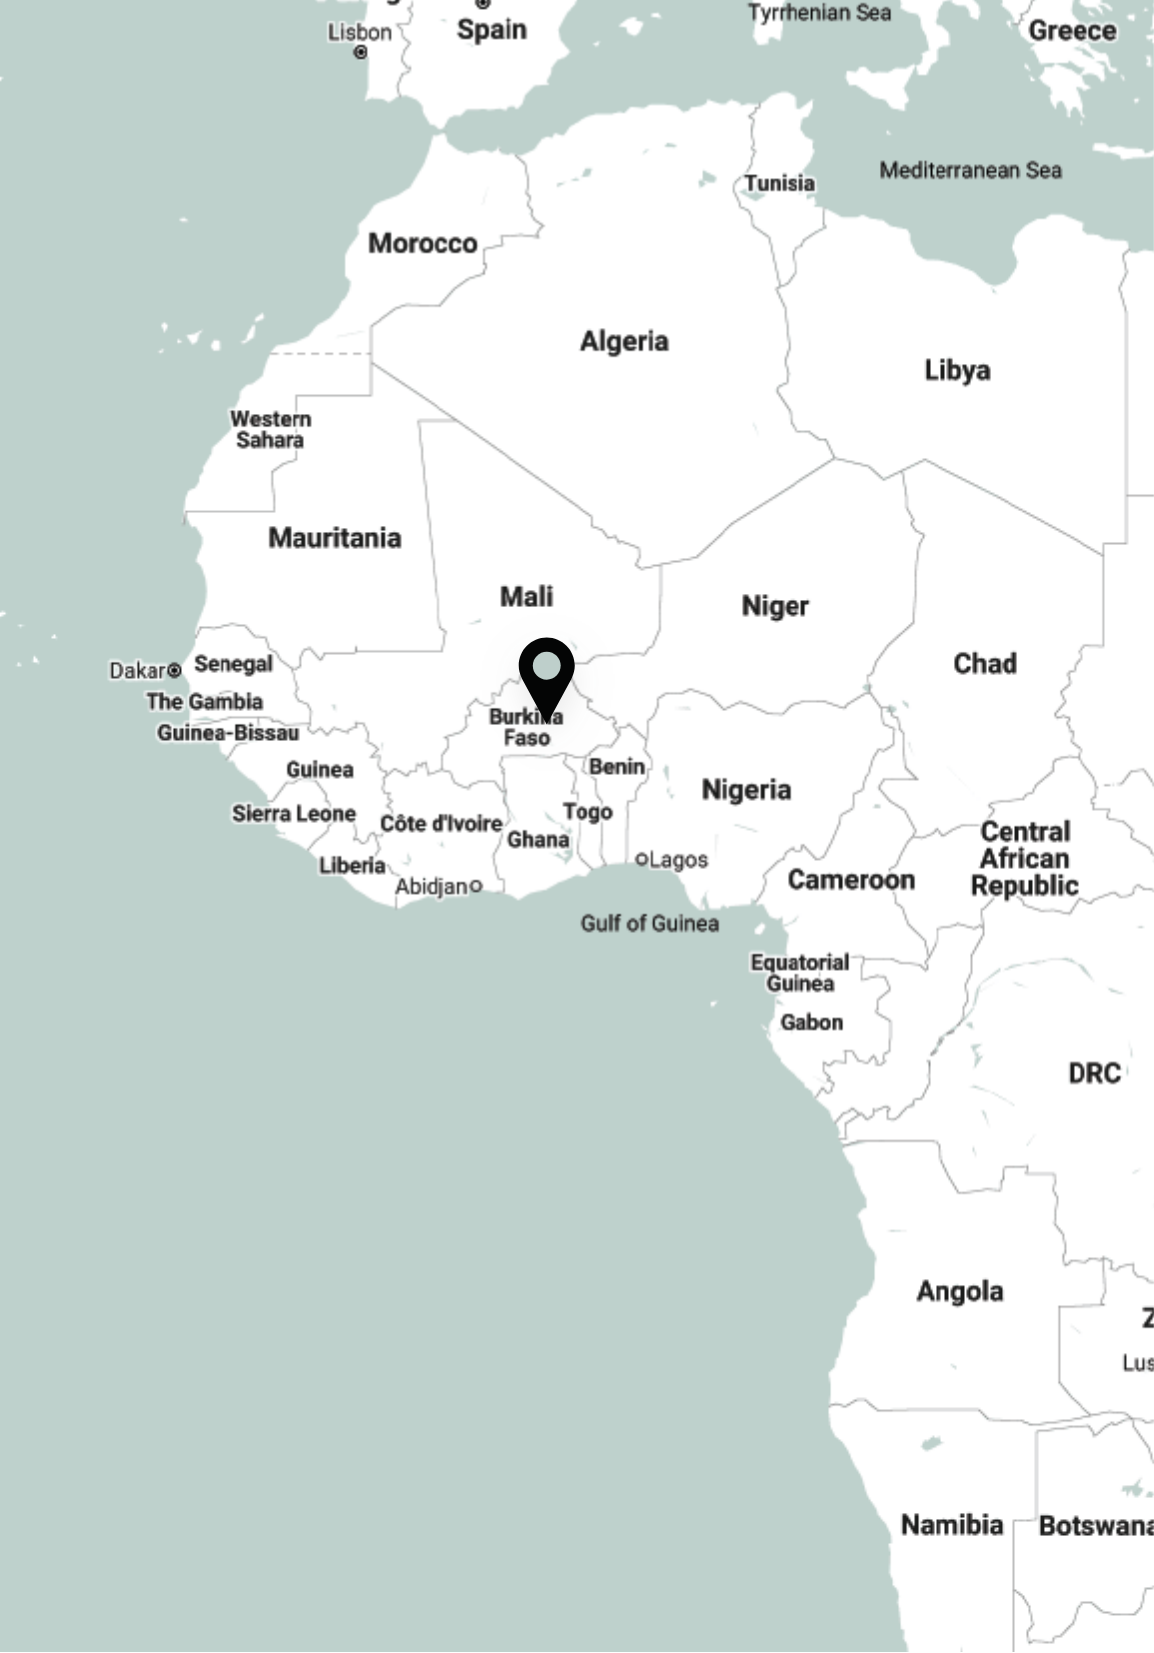 Tyrrhenian Sea
Spain
Greece
Lisbon
Mediterranean Sea
Tunisia
Morocco
Algeria
Libya
Western
Sahara
Mauritania
Mali
Niger
Chad
Dakar
Senegal
The Gambia
Guinea-Bissau
Burkina
Faso
Guinea
Benin
Nigeria
Sierra Leone
Togo
Côte d'Ivoire
Ghana
Central
African
Republic
Liberia
Lagos
Abidjan
Cameroon
Gulf of Guinea
Equatorial
Guinea
Gabon
DRC
Angola
Z
Lus
Namibia
Botswana